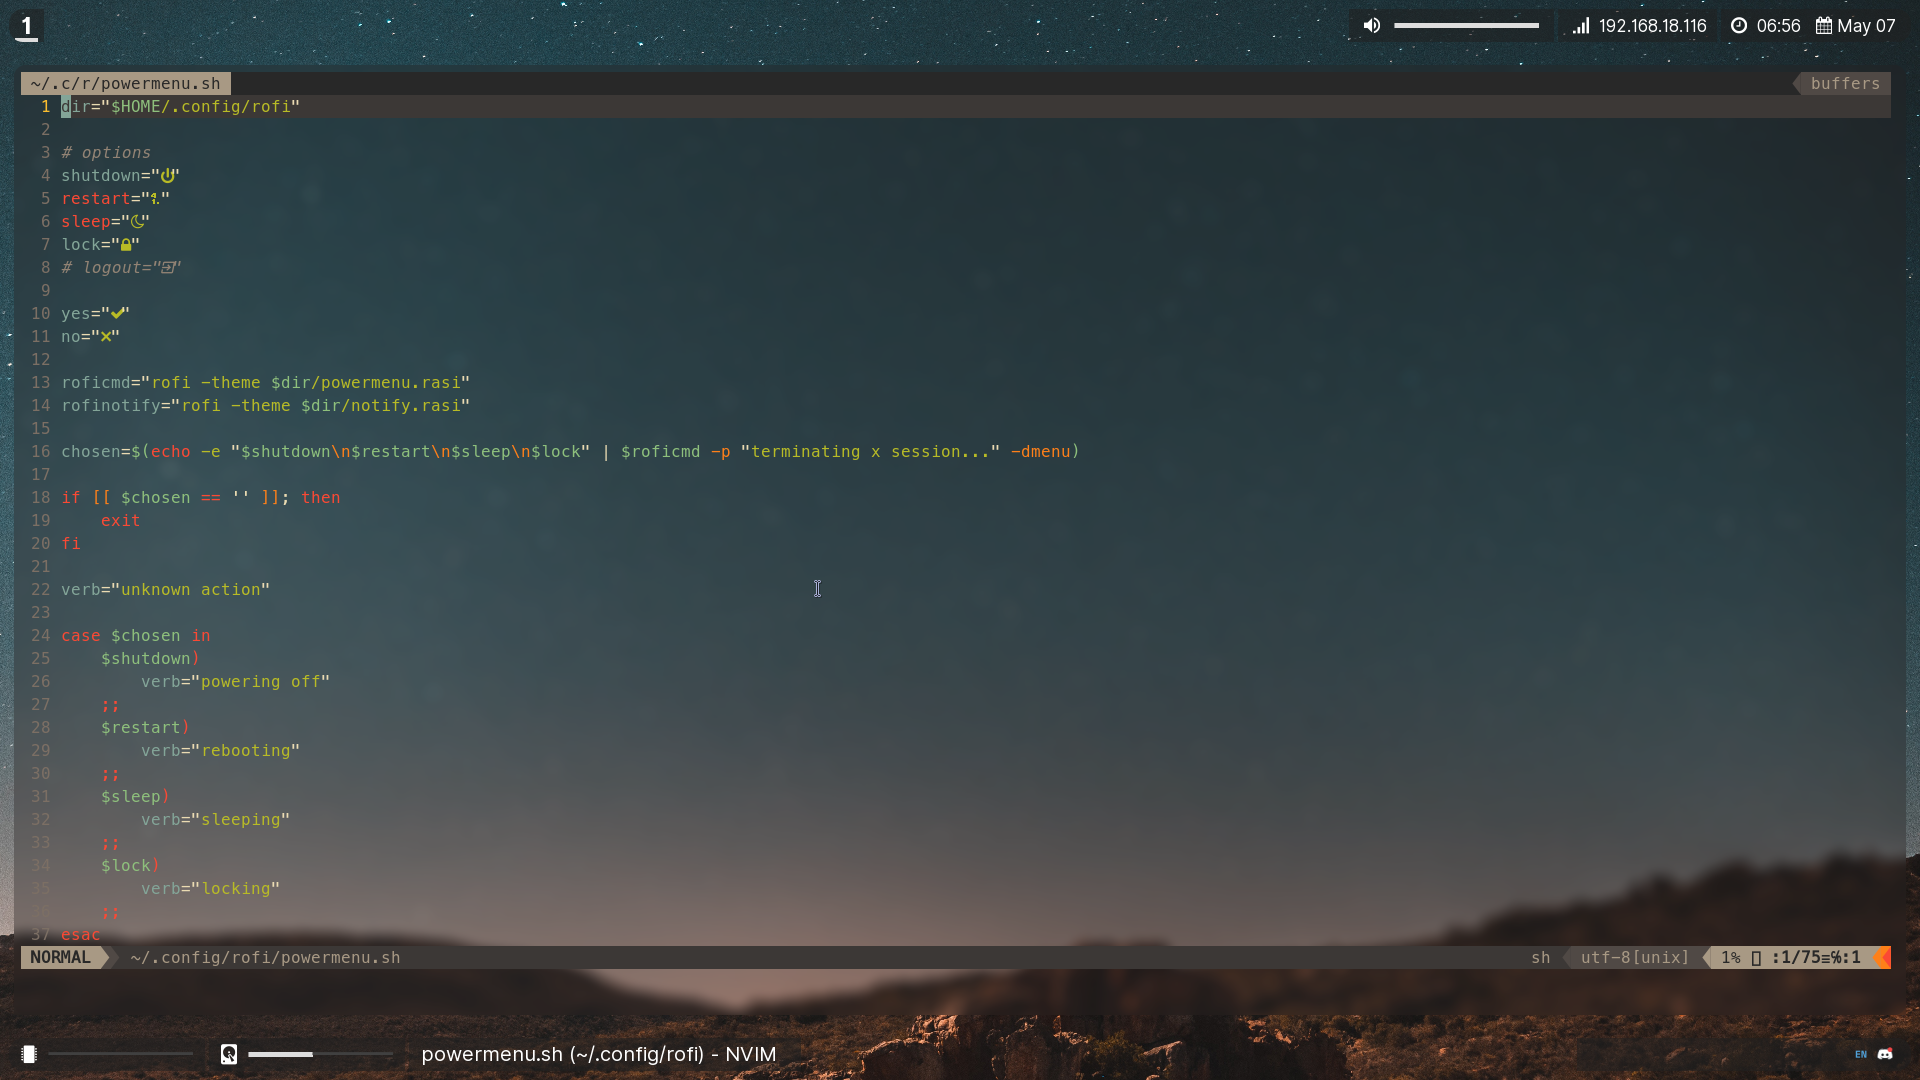 1 192.168.18.116 06:56 May 07
~/.c/r/powermenu.sh buffers
1 dir="$HOME/.config/rofi"
2
3 # options
4 shutdown="⏻"
5 restart=""
6 sleep="☾"
7 lock="🔒"
8 # logout=""
9
10 yes="✔"
11 no="✕"
12
13 roficmd="rofi -theme $dir/powermenu.rasi"
14 rofinotify="rofi -theme $dir/notify.rasi"
15
16 chosen=$(echo -e "$shutdown\n$restart\n$sleep\n$lock" | $roficmd -p "terminating x session..." -dmenu)
17
18 if [[ $chosen == '' ]]; then
19     exit
20 fi
21
22 verb="unknown action"
23
24 case $chosen in
25     $shutdown)
26         verb="powering off"
27     ;;
28     $restart)
29         verb="rebooting"
30     ;;
31     $sleep)
32         verb="sleeping"
33     ;;
34     $lock)
35         verb="locking"
36     ;;
37 esac
NORMAL ~/.config/rofi/powermenu.sh sh utf-8[unix] 1% :1/75≡℅:1
powermenu.sh (~/.config/rofi) - NVIM EN